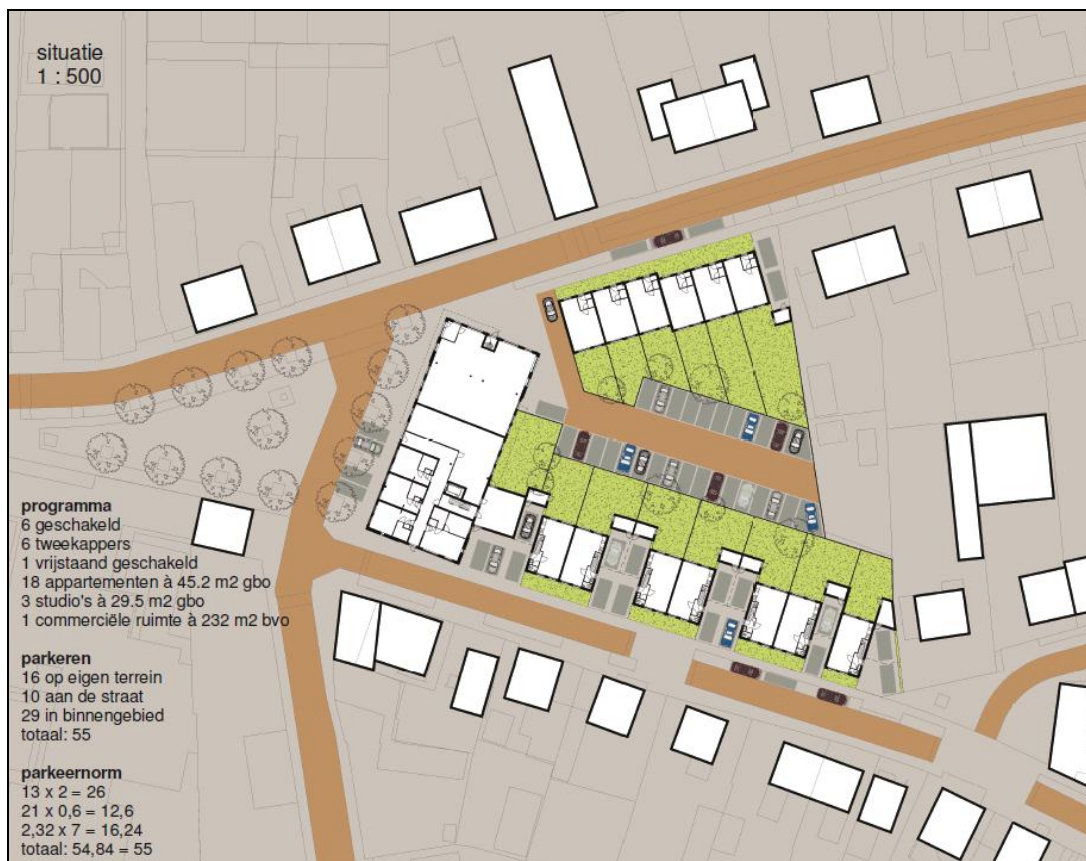 situatie
1 : 500
programma
6 geschakeld
6 tweekappers
1 vrijstaand geschakeld
18 appartementen à 45.2 m2 gbo
3 studio's à 29.5 m2 gbo
1 commerciële ruimte à 232 m2 bvo
parkeren
16 op eigen terrein
10 aan de straat
29 in binnengebied
totaal: 55
parkeernorm
13 x 2 = 26
21 x 0,6 = 12,6
2,32 x 7 = 16,24
totaal: 54,84 = 55